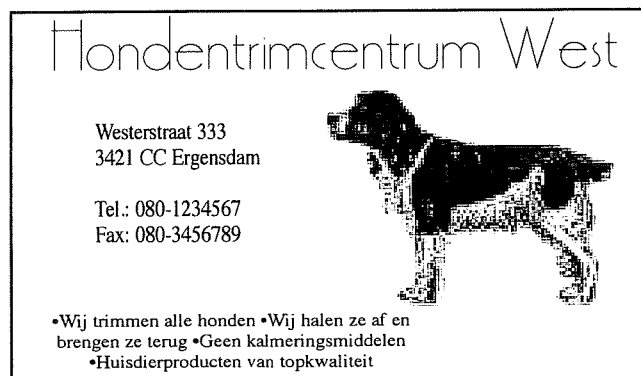 Hondentrimcentrum West
Westerstraat 333
3421 CC Ergensdam
Tel.: 080-1234567
Fax: 080-3456789
•Wij trimmen alle honden •Wij halen ze af en
brengen ze terug •Geen kalmeringsmiddelen
•Huisdierproducten van topkwaliteit